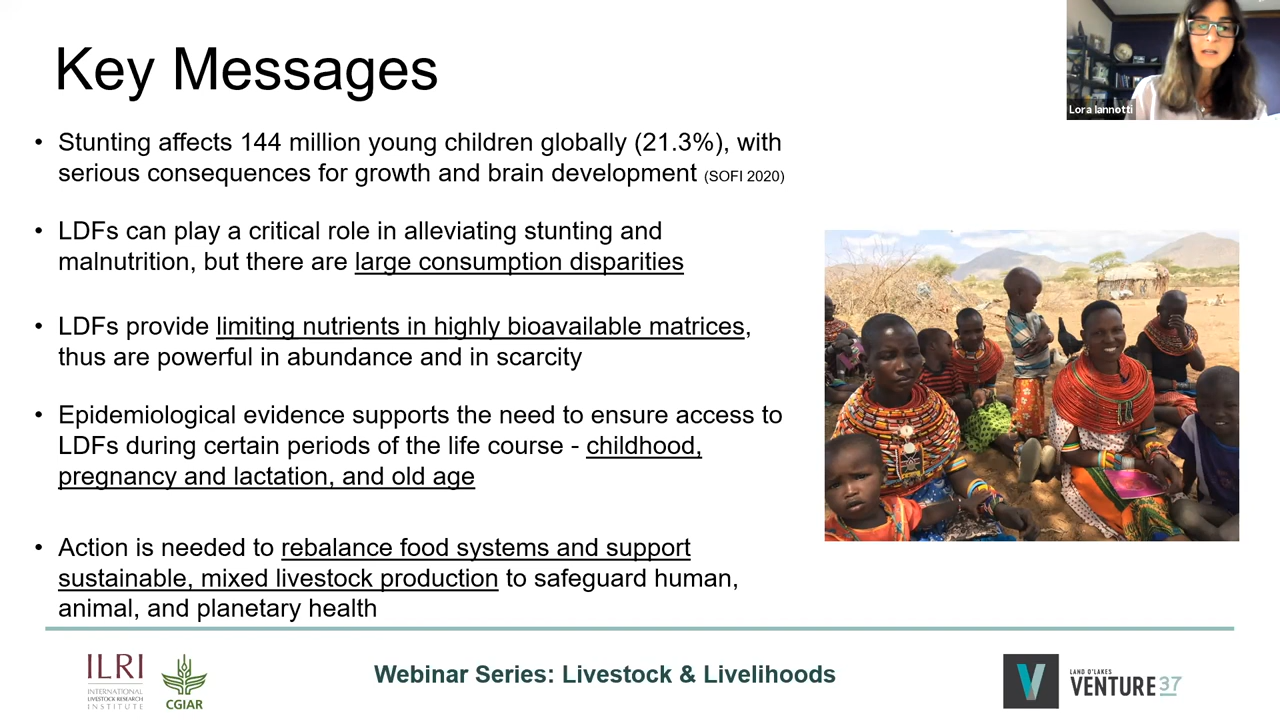 Key Messages
Lora Iannotti
• Stunting affects 144 million young children globally (21.3%), with
serious consequences for growth and brain development (SOFI 2020)
• LDFs can play a critical role in alleviating stunting and
malnutrition, but there are large consumption disparities
• LDFs provide limiting nutrients in highly bioavailable matrices,
thus are powerful in abundance and in scarcity
• Epidemiological evidence supports the need to ensure access to
LDFs during certain periods of the life course - childhood,
pregnancy and lactation, and old age
• Action is needed to rebalance food systems and support
sustainable, mixed livestock production to safeguard human,
animal, and planetary health
ILRI
INTERNATIONAL
LIVESTOCK RESEARCH
INSTITUTE
CGIAR
Webinar Series: Livestock & Livelihoods
LAND O'LAKES
VENTURE 37